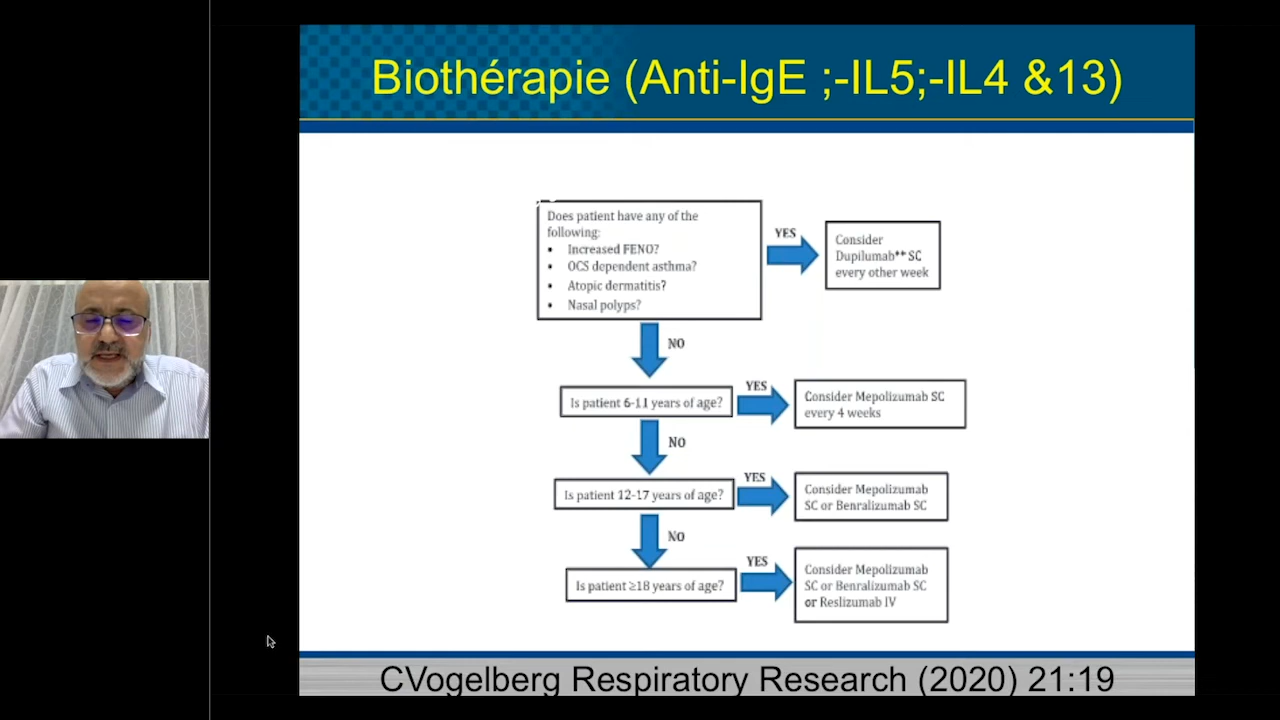 Biothérapie (Anti-IgE ;-IL5;-IL4 &13)
Does patient have any of the
following:
• Increased FENO?
• OCS dependent asthma?
• Atopic dermatitis?
• Nasal polyps?
YES
Consider
Dupilumab** SC
every other week
NO
Is patient 6-11 years of age?
YES
Consider Mepolizumab SC
every 4 weeks
NO
Is patient 12-17 years of age?
YES
Consider Mepolizumab
SC or Benralizumab SC
NO
Is patient ≥18 years of age?
YES
Consider Mepolizumab
SC or Benralizumab SC
or Reslizumab IV
CVogelberg Respiratory Research (2020) 21:19